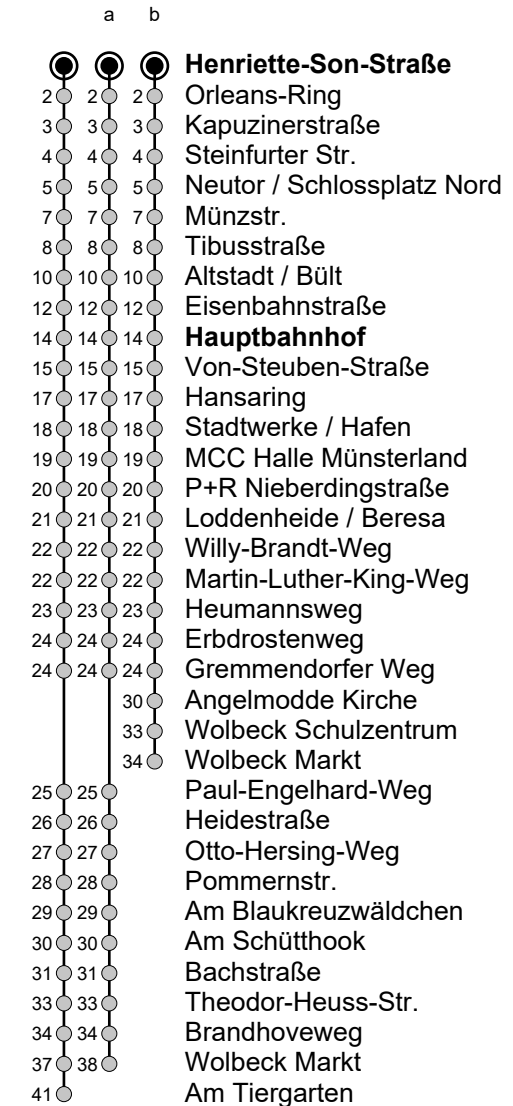 a b
Henriette-Son-Straße
2 2 2 Orleans-Ring
3 3 3 Kapuzinerstraße
4 4 4 Steinfurter Str.
5 5 5 Neutor / Schlossplatz Nord
7 7 7 Münzstr.
8 8 8 Tibusstraße
10 10 10 Altstadt / Bült
12 12 12 Eisenbahnstraße
14 14 14 Hauptbahnhof
15 15 15 Von-Steuben-Straße
17 17 17 Hansaring
18 18 18 Stadtwerke / Hafen
19 19 19 MCC Halle Münsterland
20 20 20 P+R Nieberdingstraße
21 21 21 Loddenheide / Beresa
22 22 22 Willy-Brandt-Weg
22 22 22 Martin-Luther-King-Weg
23 23 23 Heumannsweg
24 24 24 Erbdrostenweg
24 24 24 Gremmendorfer Weg
30 Angelmodde Kirche
33 Wolbeck Schulzentrum
34 Wolbeck Markt
25 25 Paul-Engelhard-Weg
26 26 Heidestraße
27 27 Otto-Hersing-Weg
28 28 Pommernstr.
29 29 Am Blaukreuzwäldchen
30 30 Am Schütthook
31 31 Bachstraße
33 33 Theodor-Heuss-Str.
34 34 Brandhoveweg
37 38 Wolbeck Markt
41 Am Tiergarten